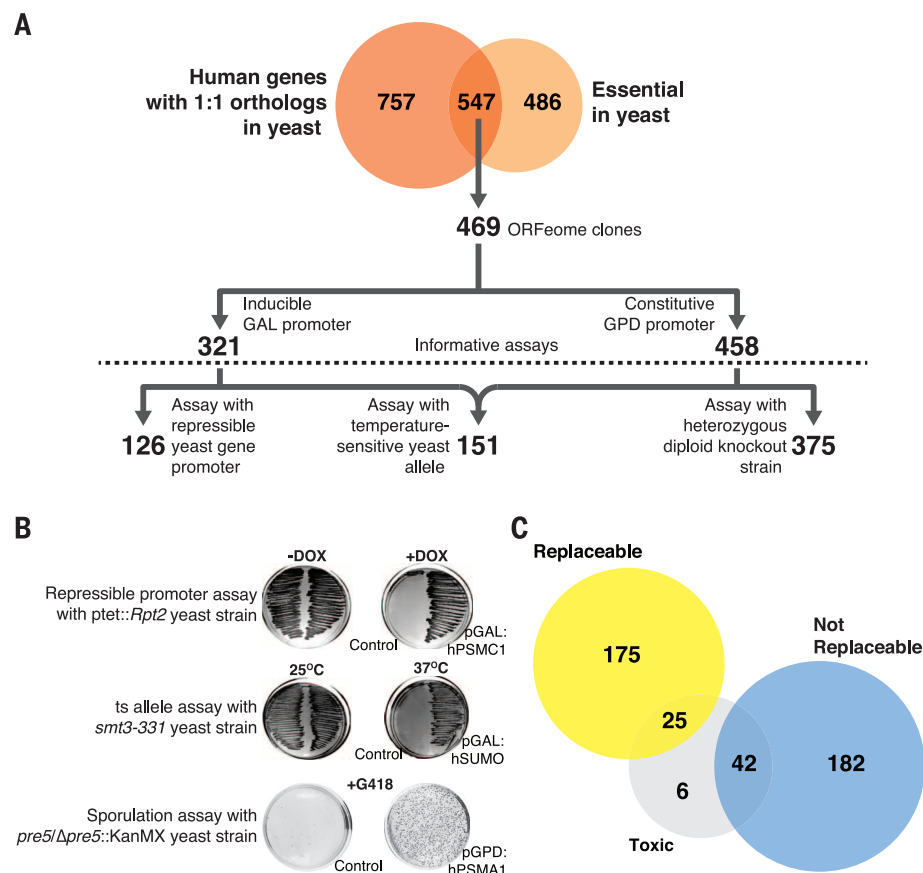 A
Human genes
with 1:1 orthologs
in yeast
757
547
486
Essential
in yeast
469 ORFeome clones
Inducible
GAL promoter
Constitutive
GPD promoter
321
Informative assays
458
Assay with
repressible
yeast gene
promoter
126
Assay with
temperature-
sensitive yeast
allele
151
Assay with
heterozygous
diploid knockout
strain
375
B
-DOX
+DOX
Repressible promoter assay
with ptet::Rpt2 yeast strain
Control
pGAL:
hPSMC1
25°C
37°C
ts allele assay with
smt3-331 yeast strain
Control
pGAL:
hSUMO
+G418
Sporulation assay with
pre5/Δpre5::KanMX yeast strain
Control
pGPD:
hPSMA1
C
Replaceable
Not
Replaceable
175
25
42
182
6
Toxic